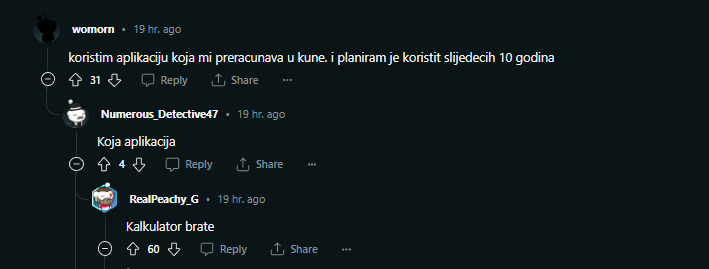 womorn • 19 hr. ago
koristim aplikaciju koja mi preracunava u kune. i planiram je koristit slijedecih 10 godina
31 Reply Share ...
Numerous_Detective47 • 19 hr. ago
Koja aplikacija
4 Reply Share ...
RealPeachy_G • 19 hr. ago
Kalkulator brate
60 Reply Share ...